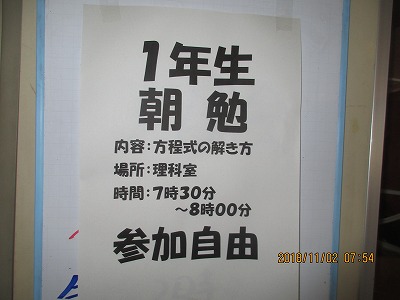 1年生
朝勉
内容：方程式の解き方
場所：理科室
時間：7時30分
～8時00分
参加自由
2018/11/02 07:54